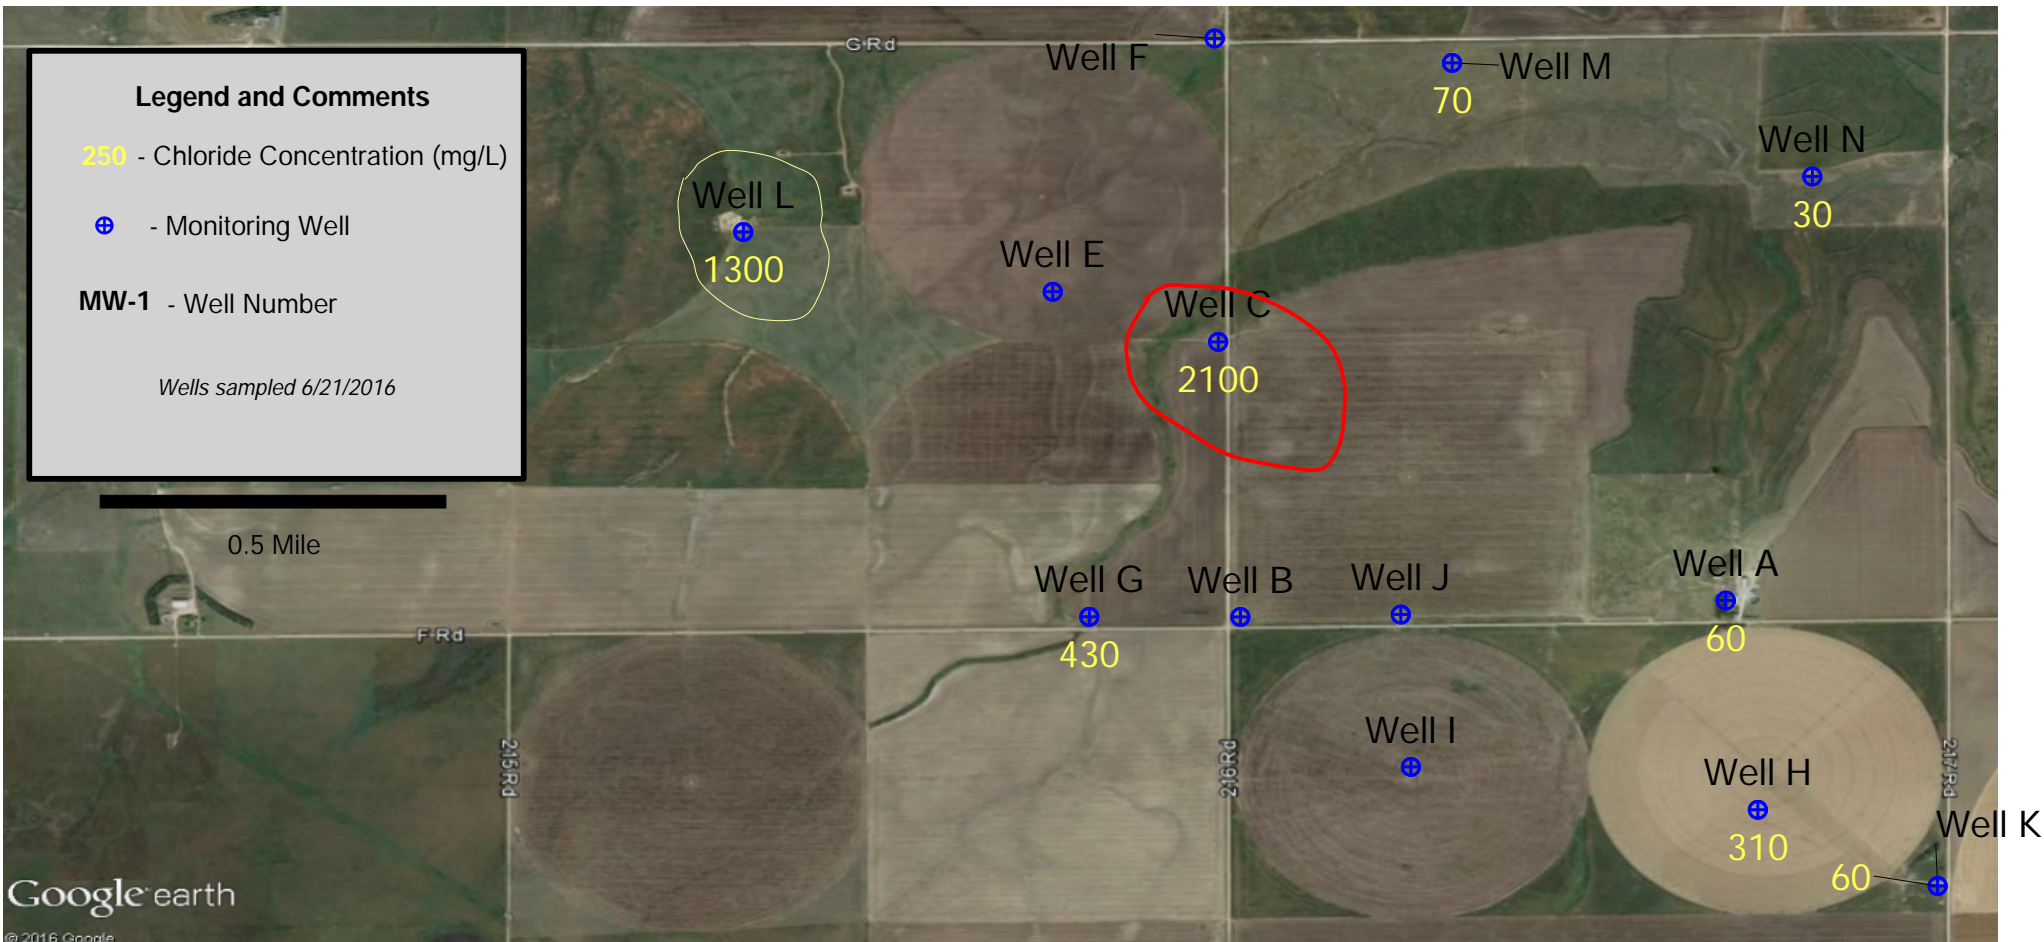 Legend and Comments
250 - Chloride Concentration (mg/L)
- Monitoring Well
MW-1 - Well Number
Wells sampled 6/21/2016
0.5 Mile
G Rd
Well F
Well M
70
Well N
30
Well L
1300
Well E
Well C
2100
Well G
430
Well B
Well J
Well A
60
F Rd
215 Rd
216 Rd
217 Rd
Well I
Well H
310
Well K
60
Google earth
© 2016 Google